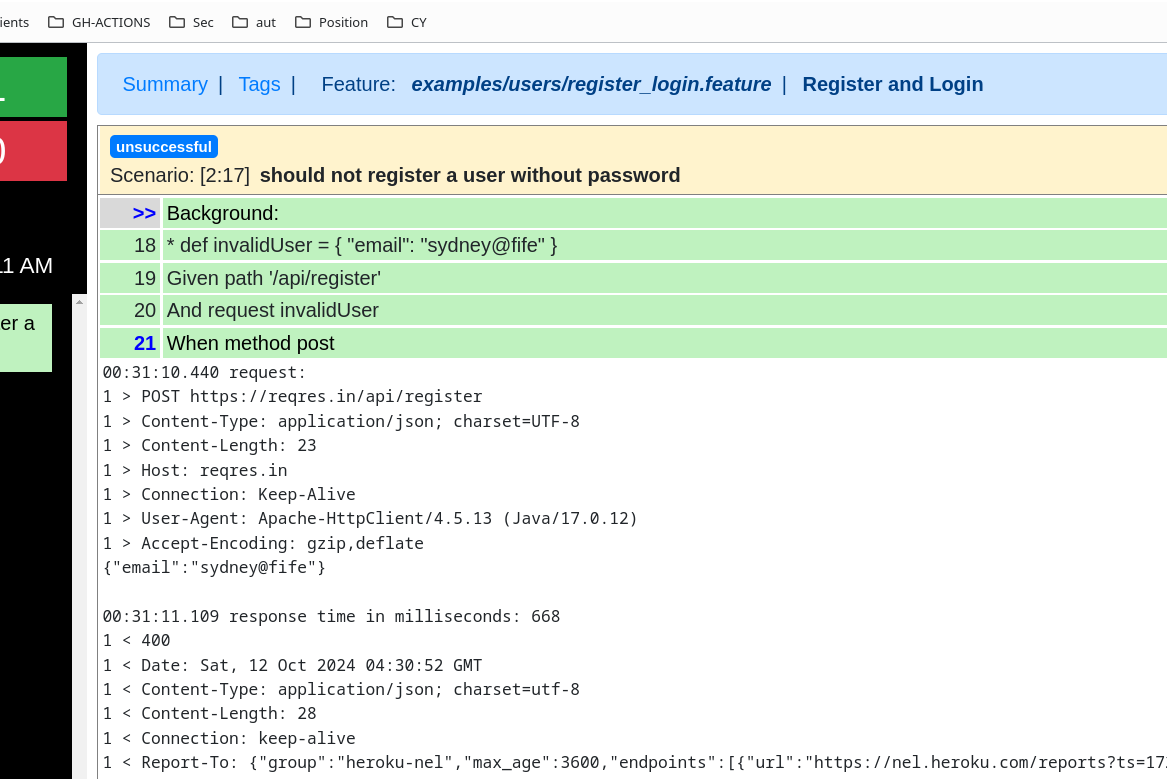 ients GH-ACTIONS Sec aut Position CY
Summary | Tags | Feature: examples/users/register_login.feature | Register and Login
unsuccessful
Scenario: [2:17] should not register a user without password
>> Background:
18 * def invalidUser = { "email": "sydney@fife" }
19 Given path '/api/register'
20 And request invalidUser
21 When method post
1 AM
er a
00:31:10.440 request:
1 > POST https://reqres.in/api/register
1 > Content-Type: application/json; charset=UTF-8
1 > Content-Length: 23
1 > Host: reqres.in
1 > Connection: Keep-Alive
1 > User-Agent: Apache-HttpClient/4.5.13 (Java/17.0.12)
1 > Accept-Encoding: gzip,deflate
{"email":"sydney@fife"}
00:31:11.109 response time in milliseconds: 668
1 < 400
1 < Date: Sat, 12 Oct 2024 04:30:52 GMT
1 < Content-Type: application/json; charset=utf-8
1 < Content-Length: 28
1 < Connection: keep-alive
1 < Report-To: {"group":"heroku-nel","max_age":3600,"endpoints":[{"url":"https://nel.heroku.com/reports?ts=17